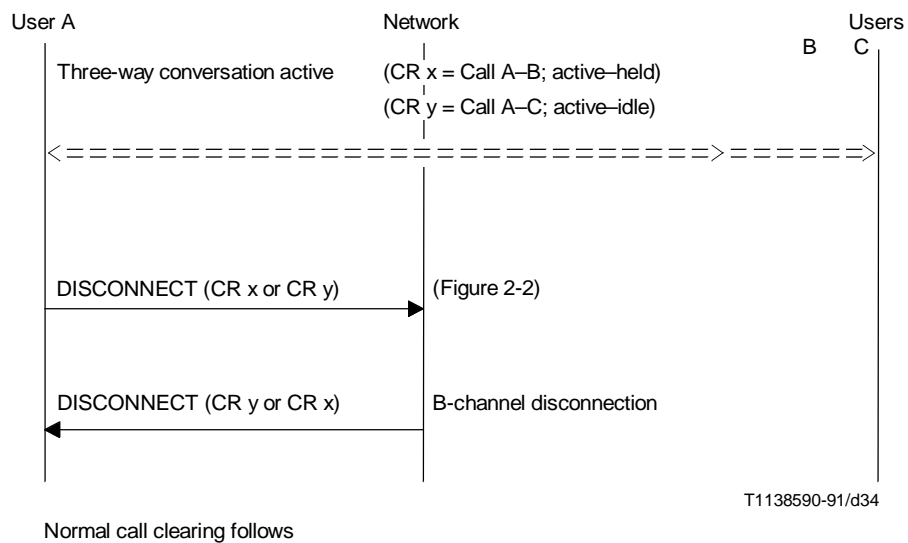 User A Network Users
B C
Three-way conversation active (CR x = Call A–B; active–held)
(CR y = Call A–C; active–idle)
DISCONNECT (CR x or CR y) (Figure 2-2)
DISCONNECT (CR y or CR x) B-channel disconnection
T1138590-91/d34
Normal call clearing follows